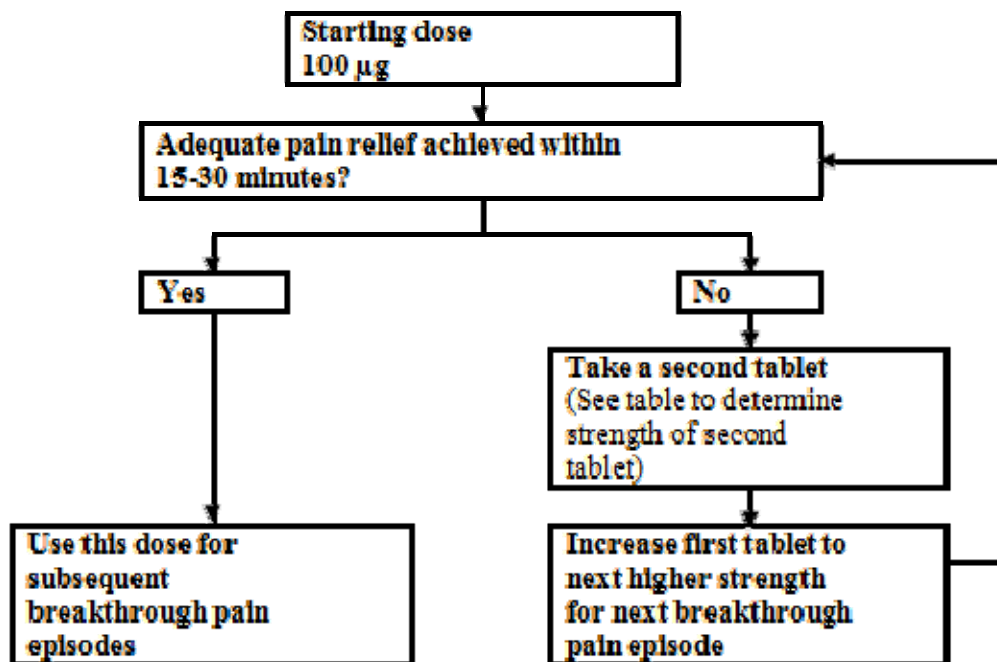 Starting dose
100 µg
Adequate pain relief achieved within
15-30 minutes?
Yes
No
Take a second tablet
(See table to determine
strength of second
tablet)
Use this dose for
subsequent
breakthrough pain
episodes
Increase first tablet to
next higher strength
for next breakthrough
pain episode